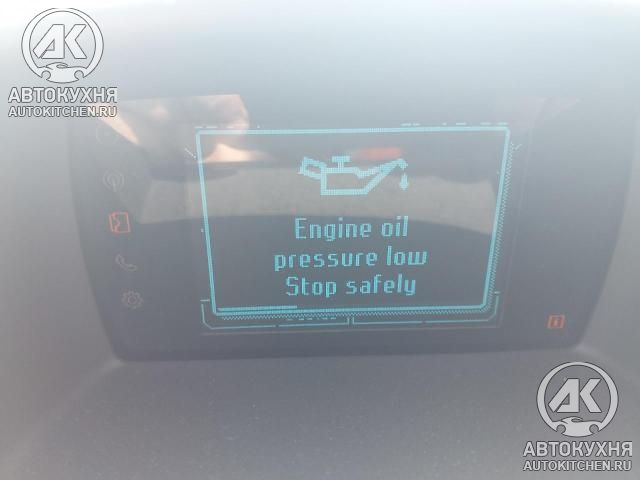 АК
АВТОКУХНЯ
AUTOKITCHEN.RU
Engine oil
pressure low
Stop safely
АК
АВТОКУХНЯ
AUTOKITCHEN.RU